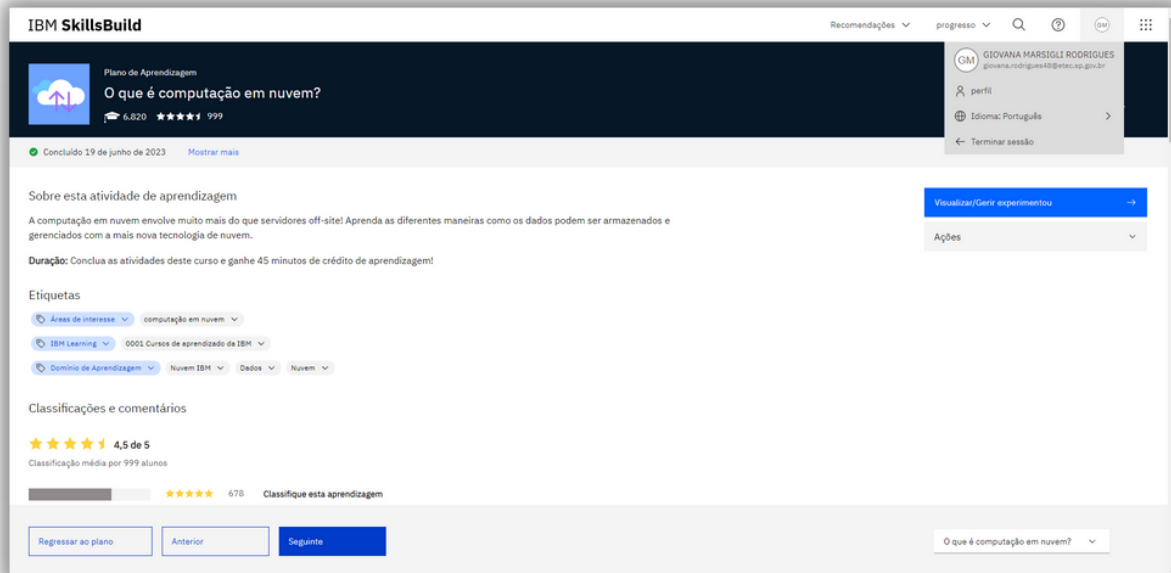 IBM SkillsBuild
Recomendações
progresso
GM
GM
GIOVANA MARSIGLI RODRIGUES
giovana.rodrigues48@etec.sp.gov.br
perfil
Idioma: Português
Terminar sessão
Plano de Aprendizagem
O que é computação em nuvem?
6.820 999
Concluído 19 de junho de 2023 Mostrar mais
Sobre esta atividade de aprendizagem
A computação em nuvem envolve muito mais do que servidores off-site! Aprenda as diferentes maneiras como os dados podem ser armazenados e
gerenciados com a mais nova tecnologia de nuvem.
Duração: Conclua as atividades deste curso e ganhe 45 minutos de crédito de aprendizagem!
Visualizar/Gerir experimentou
Ações
Etiquetas
Áreas de interesse computação em nuvem
IBM Learning 0001 Cursos de aprendizado da IBM
Domínio de Aprendizagem Nuvem IBM Dados Nuvem
Classificações e comentários
4,5 de 5
Classificação média por 999 alunos
678 Classifique esta aprendizagem
Regressar ao plano Anterior Seguinte O que é computação em nuvem?